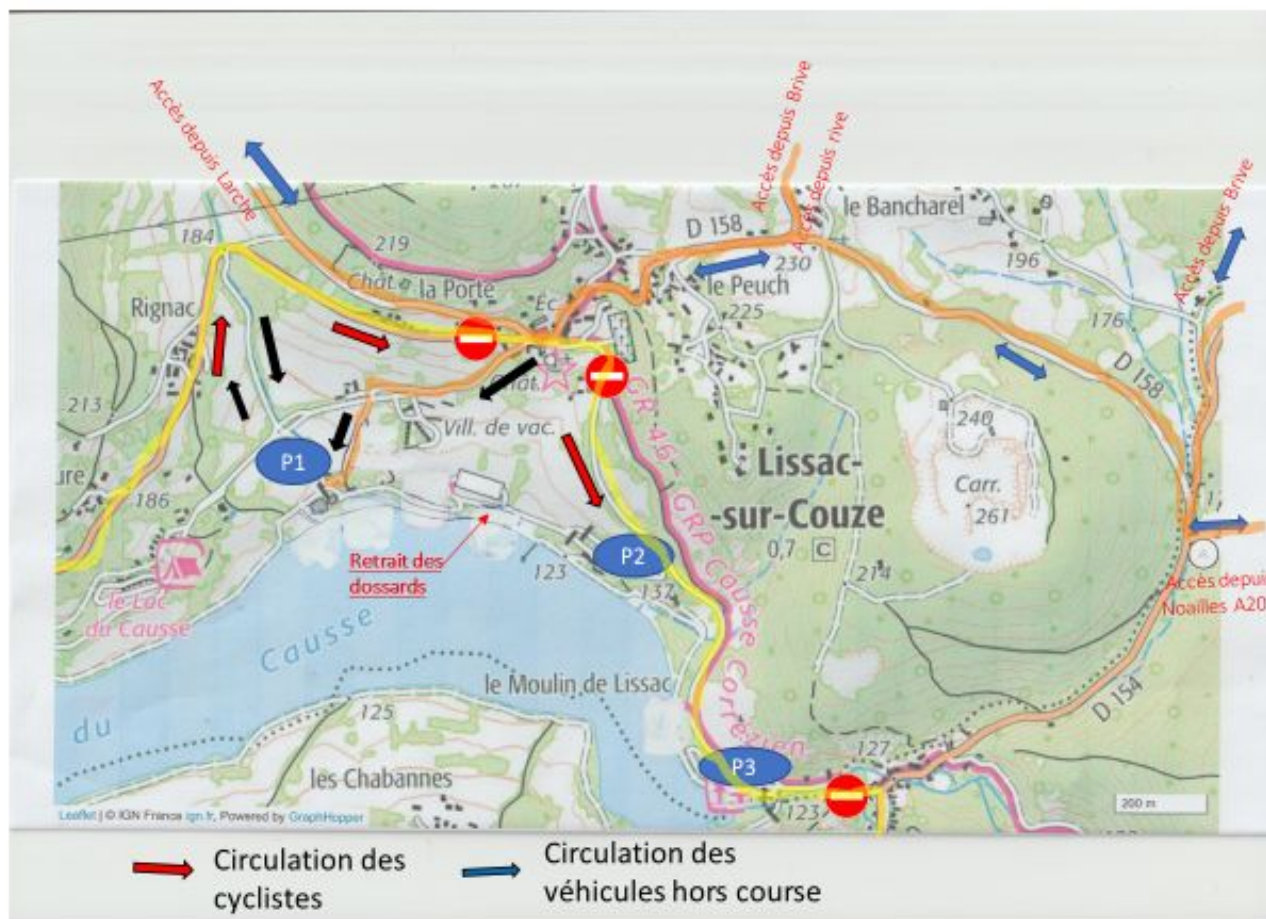 Accès depuis Larche
Accès depuis Brive
Accès depuis rive
Accès depuis Brive
le Bancharel
D 158
184
219
230
196
Chât.
la Porte
le Peuch
Rignac
Éc.
225
176
D 158
213
Vill. de vac.
GR 46
GRP Causse Corrézien
240
P1
Lissac-
-sur-Couze
0,7 C
Carr.
261
186
Retrait des
dossards
123
P2
137
214
Accès depuis
Noailles A20
le Lac
du Causse
Causse
du
le Moulin de Lissac
D 154
125
les Chabannes
P3
127
123
200 m
Leaflet | © IGN France ign.fr, Powered by GraphHopper
Circulation des
cyclistes
Circulation des
véhicules hors course